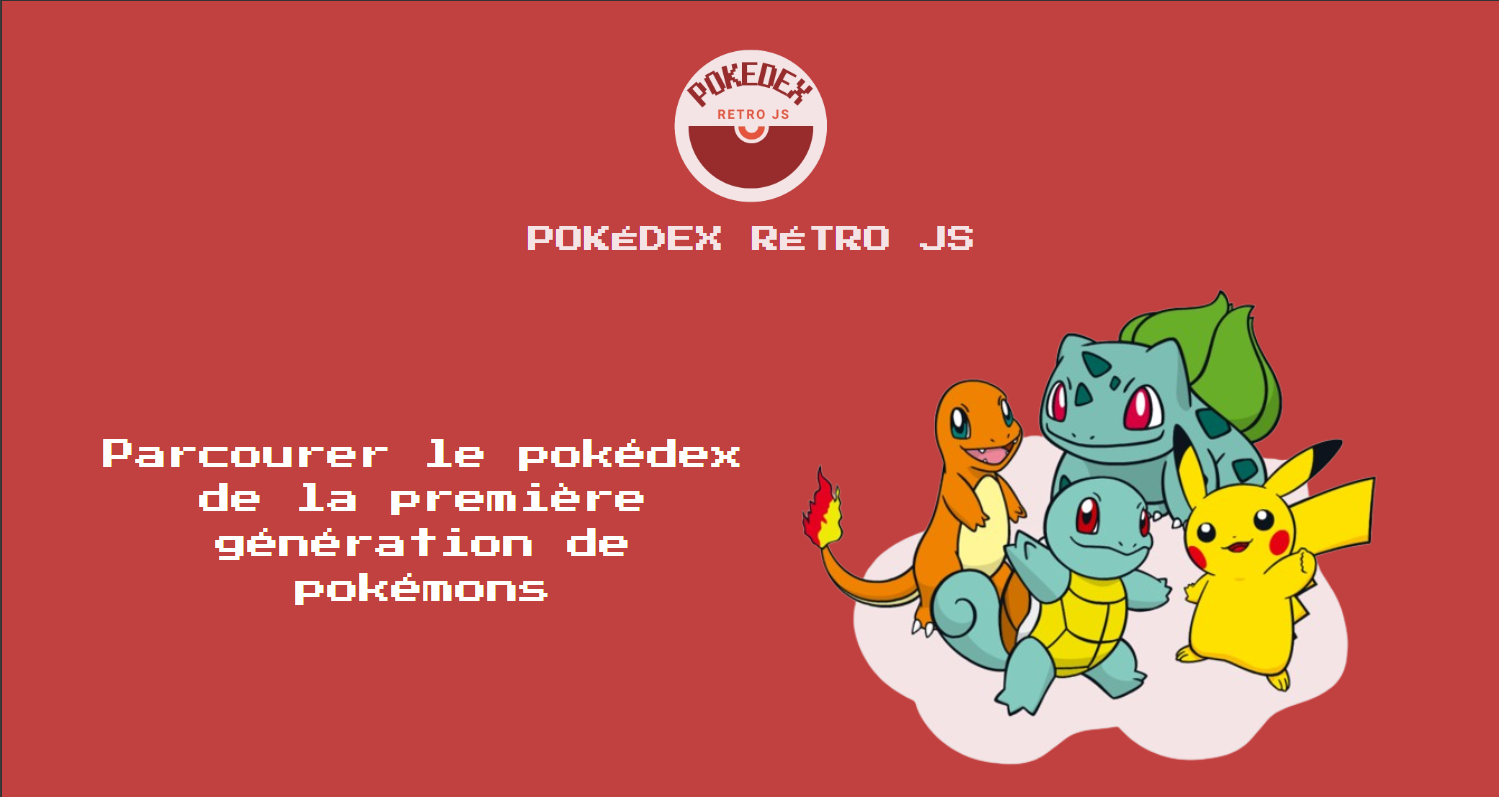 POKEDEX
RETRO JS
POKéDEX RéTRO JS
Parcourer le pokédex
de la première
génération de
pokémons